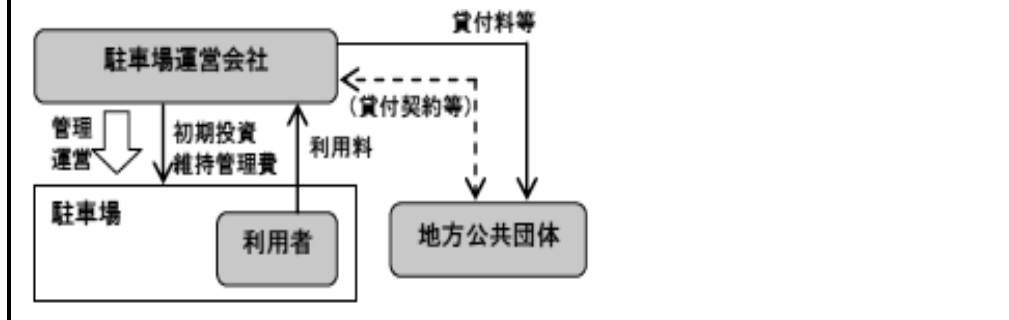 貸付料等
駐車場運営会社
(貸付契約等)
管理
運営
初期投資
維持管理費
利用料
駐車場
利用者
地方公共団体